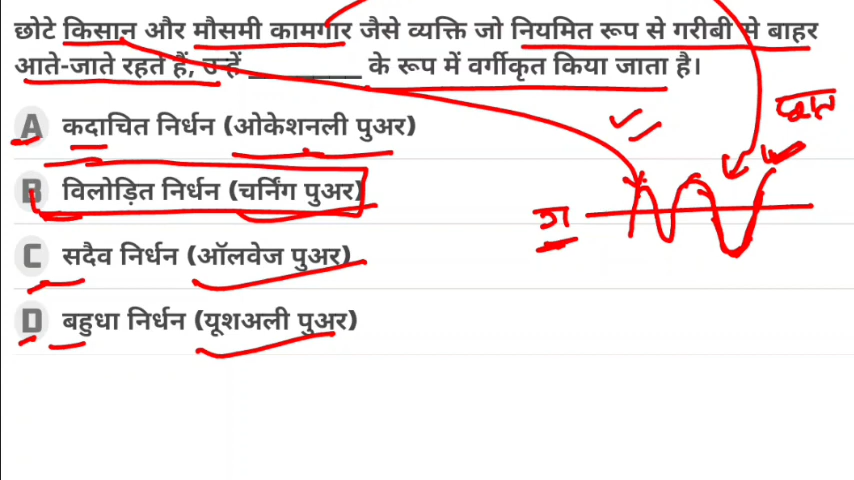 छोटे किसान और मौसमी कामगार जैसे व्यक्ति जो नियमित रूप से गरीबी से बाहर
आते-जाते रहते हैं, उन्हें __________ के रूप में वर्गीकृत किया जाता है।
A कदाचित निर्धन (ओकेशनली पुअर)
B विलोड़ित निर्धन (चर्निंग पुअर)
C सदैव निर्धन (ऑलवेज पुअर)
D बहुधा निर्धन (यूशअली पुअर)